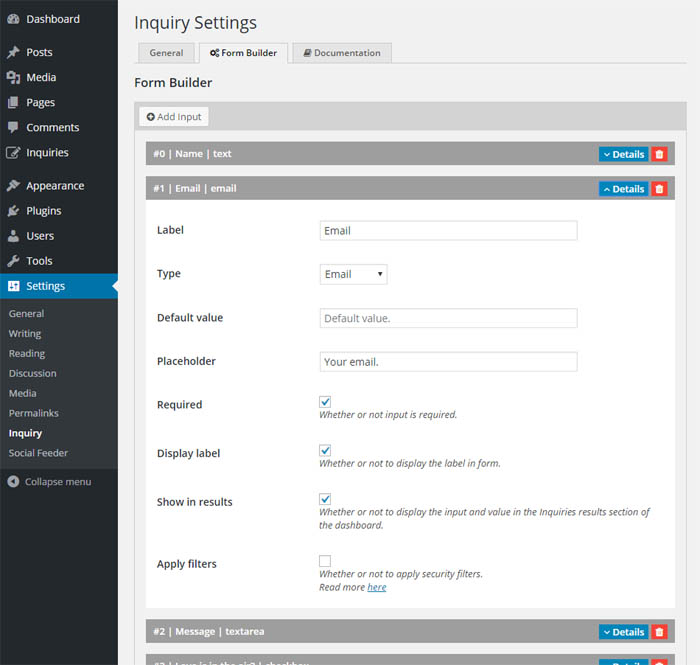 Dashboard
Posts
Media
Pages
Comments
Inquiries
Appearance
Plugins
Users
Tools
Settings
General
Writing
Reading
Discussion
Media
Permalinks
Inquiry
Social Feeder
Collapse menu
Inquiry Settings
General
Form Builder
Documentation
Form Builder
Add Input
#0 | Name | text
Details
#1 | Email | email
Details
Label
Email
Type
Email
Default value
Default value.
Placeholder
Your email.
Required
Whether or not input is required.
Display label
Whether or not to display the label in form.
Show in results
Whether or not to display the input and value in the Inquiries results section of
the dashboard.
Apply filters
Whether or not to apply security filters.
Read more here
#2 | Message | textarea
Details